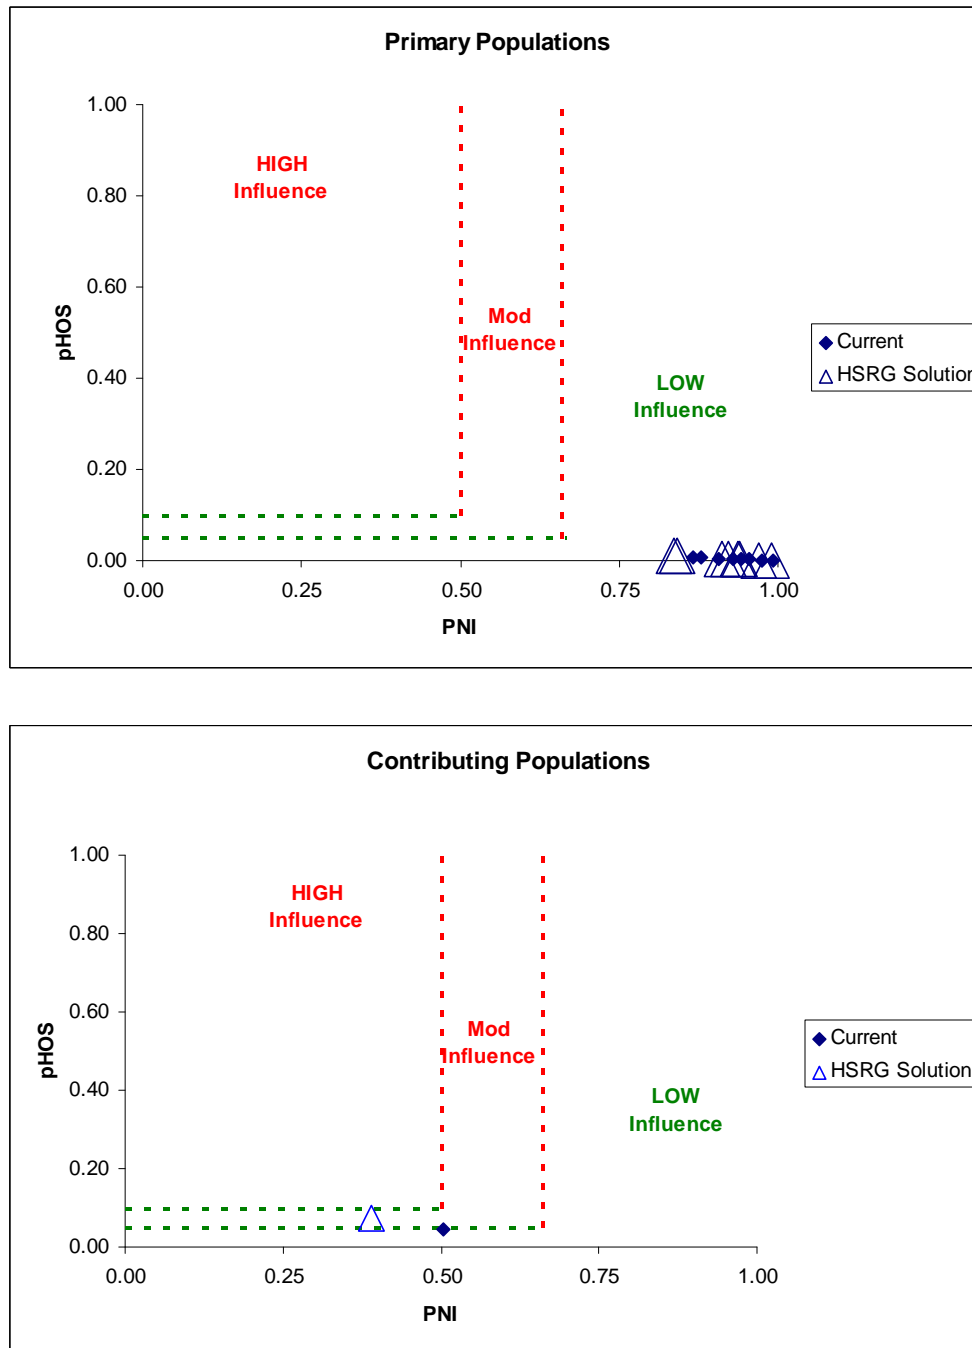 Primary Populations
1.00
HIGH
Influence
0.80
0.60
pHOS
Mod
Influence
Current
HSRG Solution
0.40
LOW
Influence
0.20
0.00
0.00
0.25
0.50
0.75
1.00
PNI
Contributing Populations
1.00
HIGH
Influence
0.80
0.60
pHOS
Mod
Influence
Current
HSRG Solution
0.40
LOW
Influence
0.20
0.00
0.00
0.25
0.50
0.75
1.00
PNI